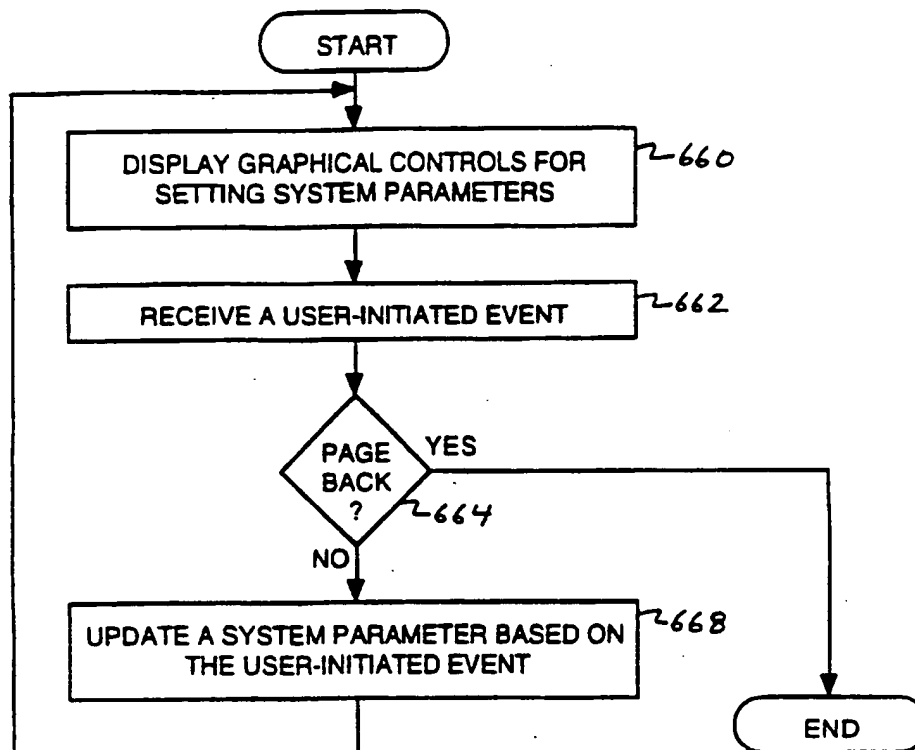 START
DISPLAY GRAPHICAL CONTROLS FOR
SETTING SYSTEM PARAMETERS
660
RECEIVE A USER-INITIATED EVENT
662
PAGE
BACK
?
YES
664
NO
UPDATE A SYSTEM PARAMETER BASED ON
THE USER-INITIATED EVENT
668
END